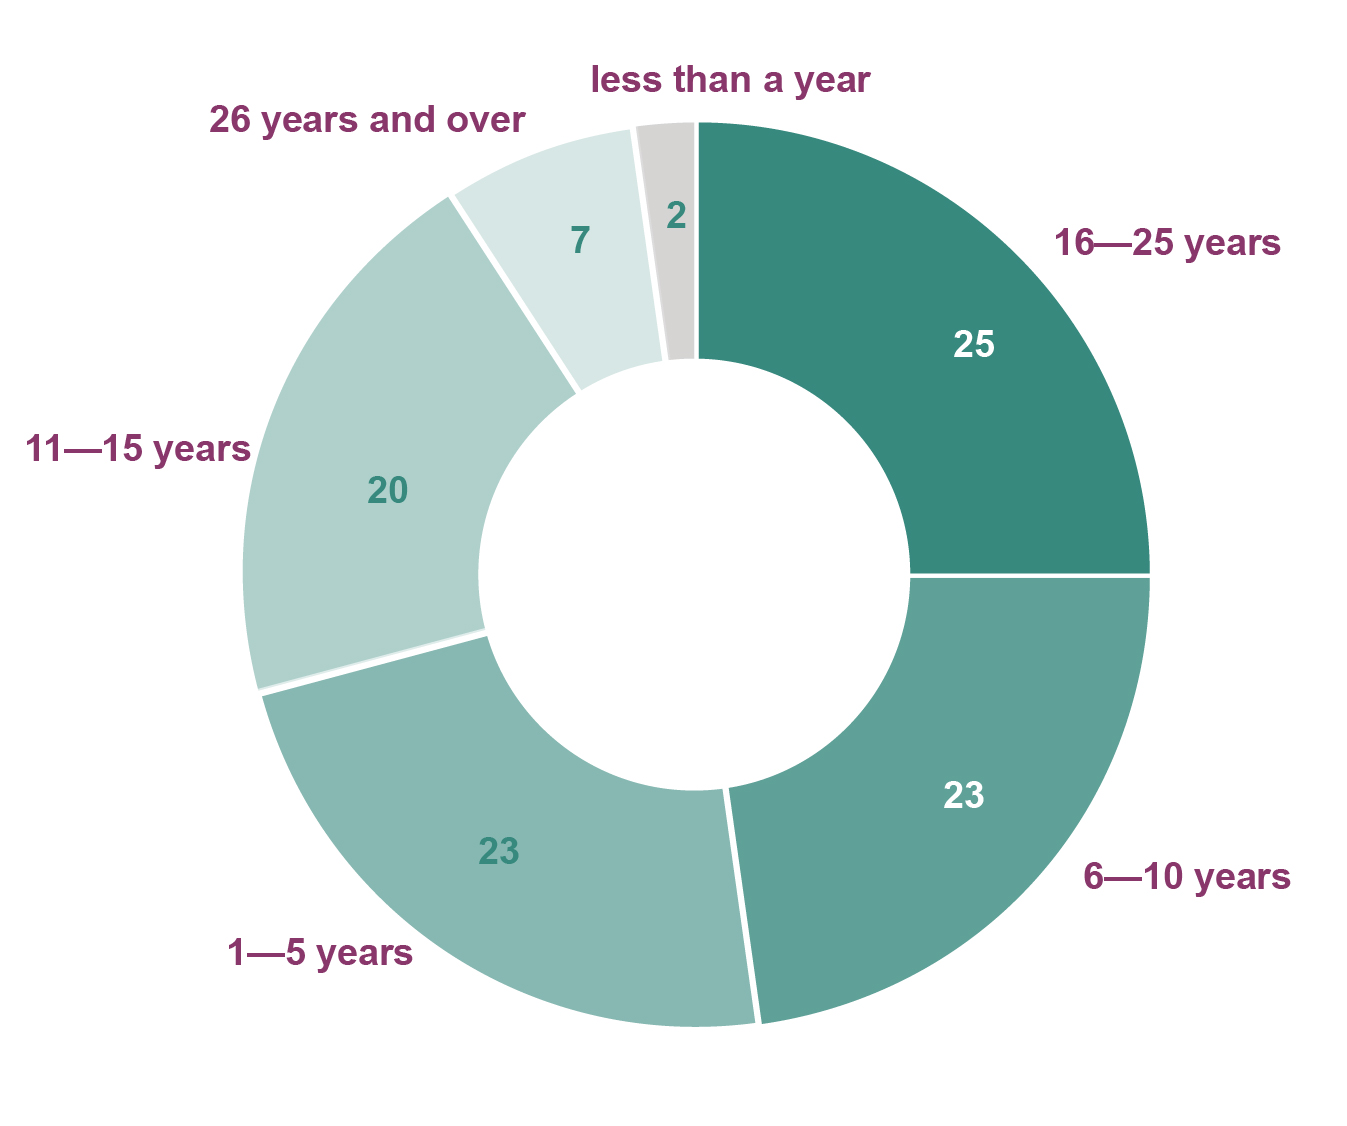 less than a year
26 years and over
2
7
16—25 years
25
11—15 years
20
23
23
6—10 years
1—5 years